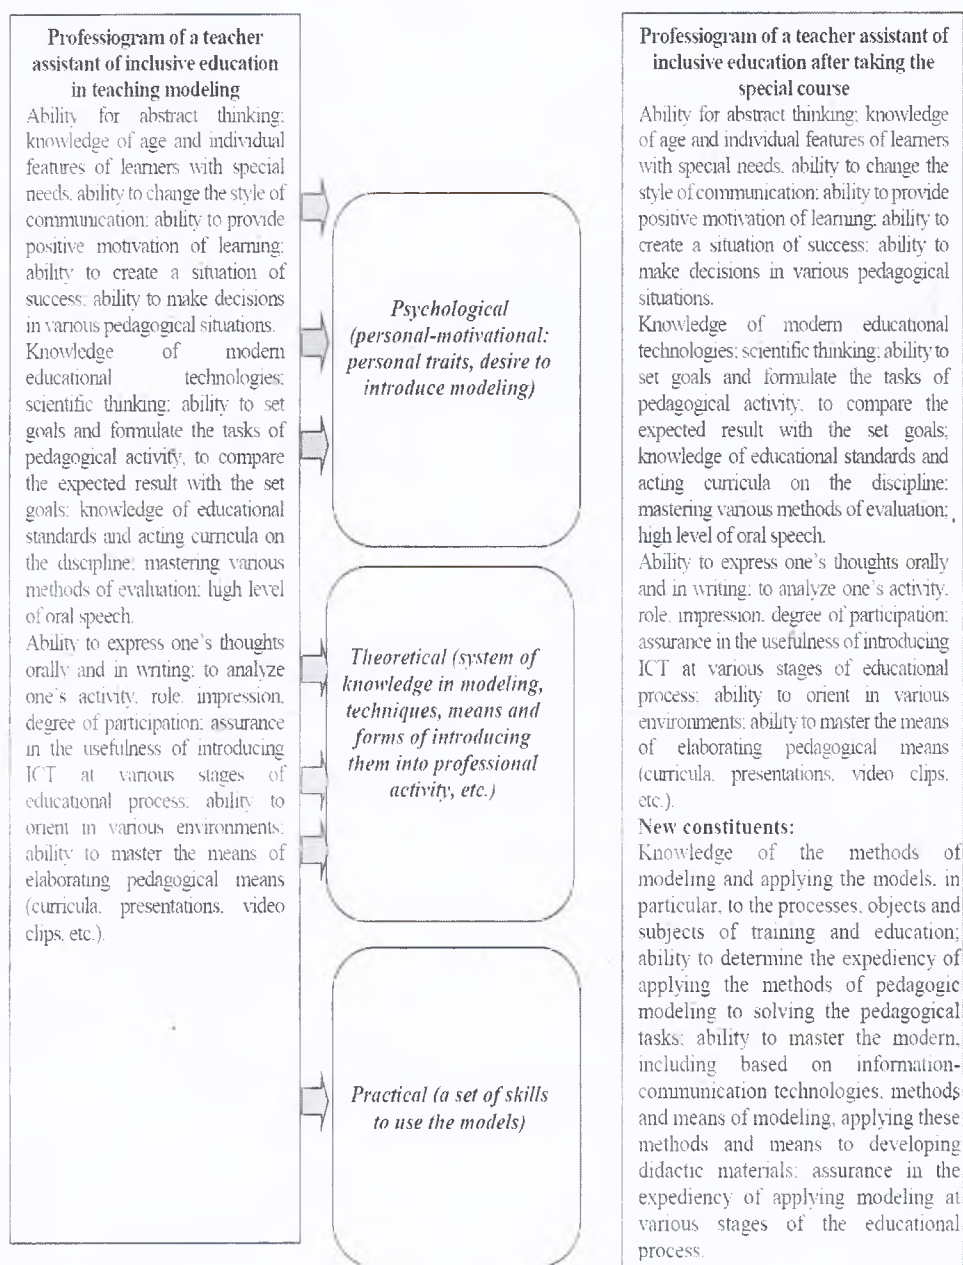 Professiogram of a teacher
assistant of inclusive education
in teaching modeling
Ability for abstract thinking;
knowledge of age and individual
features of learners with special
needs, ability to change the style of
communication; ability to provide
positive motivation of learning;
ability to create a situation of
success; ability to make decisions
in various pedagogical situations.
Knowledge of modern
educational technologies;
scientific thinking; ability to set
goals and formulate the tasks of
pedagogical activity, to compare
the expected result with the set
goals; knowledge of educational
standards and acting curricula on
the discipline; mastering various
methods of evaluation; high level
of oral speech.
Ability to express one's thoughts
orally and in writing; to analyze
one's activity, role, impression,
degree of participation; assurance
in the usefulness of introducing
ICT at various stages of
educational process; ability to
orient in various environments;
ability to master the means of
elaborating pedagogical means
(curricula, presentations, video
clips, etc.).
Psychological
(personal-motivational:
personal traits, desire to
introduce modeling)
Theoretical (system of
knowledge in modeling,
techniques, means and
forms of introducing
them into professional
activity, etc.)
Practical (a set of skills
to use the models)
Professiogram of a teacher assistant of
inclusive education after taking the
special course
Ability for abstract thinking; knowledge
of age and individual features of learners
with special needs, ability to change the
style of communication; ability to provide
positive motivation of learning; ability to
create a situation of success; ability to
make decisions in various pedagogical
situations.
Knowledge of modern educational
technologies; scientific thinking; ability to
set goals and formulate the tasks of
pedagogical activity, to compare the
expected result with the set goals;
knowledge of educational standards and
acting curricula on the discipline;
mastering various methods of evaluation;
high level of oral speech.
Ability to express one's thoughts orally
and in writing; to analyze one's activity,
role, impression, degree of participation;
assurance in the usefulness of introducing
ICT at various stages of educational
process; ability to orient in various
environments; ability to master the means
of elaborating pedagogical means
(curricula, presentations, video clips,
etc.).
New constituents:
Knowledge of the methods of
modeling and applying the models, in
particular, to the processes, objects and
subjects of training and education;
ability to determine the expediency of
applying the methods of pedagogic
modeling to solving the pedagogical
tasks; ability to master the modern,
including based on information-
communication technologies, methods
and means of modeling, applying these
methods and means to developing
didactic materials; assurance in the
expediency of applying modeling at
various stages of the educational
process.